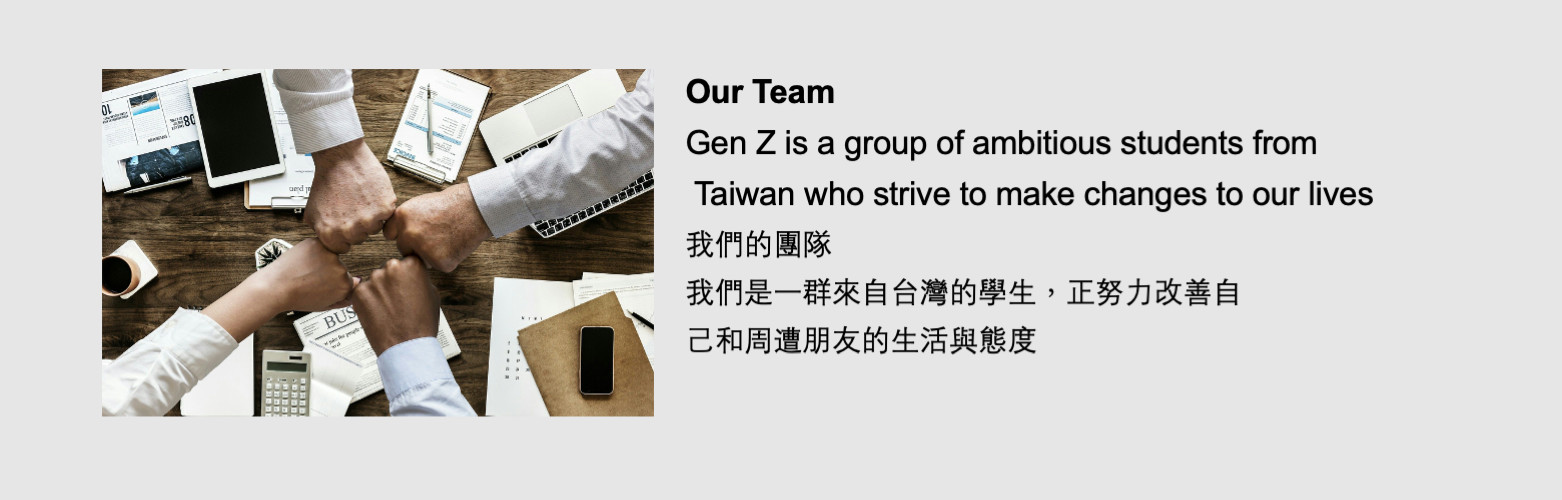 Our Team
Gen Z is a group of ambitious students from
Taiwan who strive to make changes to our lives
我們的團隊
我們是一群來自台灣的學生，正努力改善自
己和周遭朋友的生活與態度
INVOICE
BUS